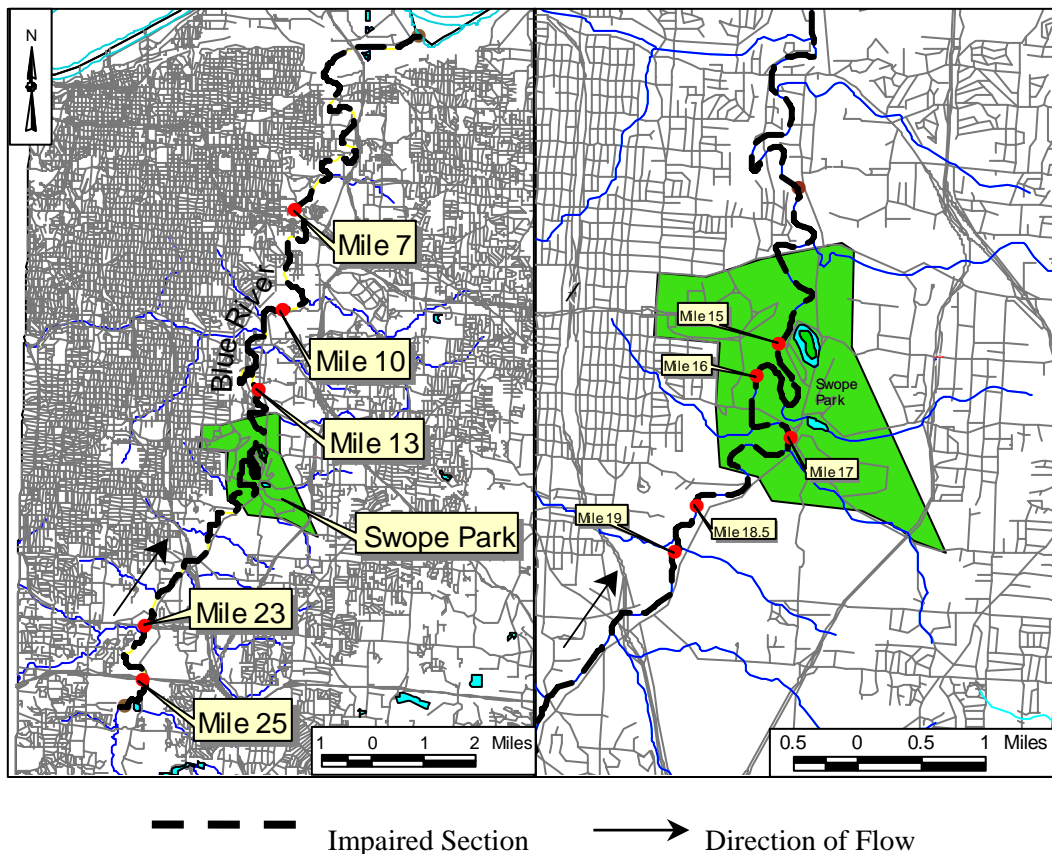 N
Mile 7
Blue River
Mile 10
Mile 13
Swope Park
Mile 23
Mile 25
1 0 1 2 Miles
Mile 15
Mile 16
Swope
Park
Mile 17
Mile 19
Mile 18.5
0.5 0 0.5 1 Miles
Impaired Section
Direction of Flow